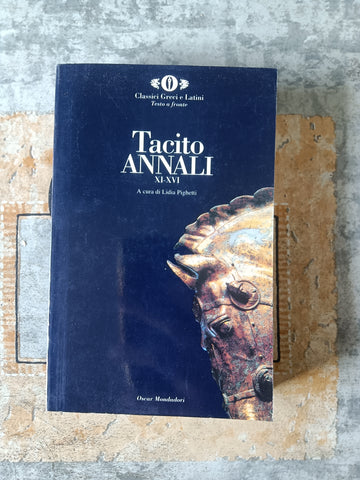 Classici Greci e Latini
Testo a fronte
Tacito
ANNALI
XI-XVI
A cura di Lidia Pighetti
Oscar Mondadori